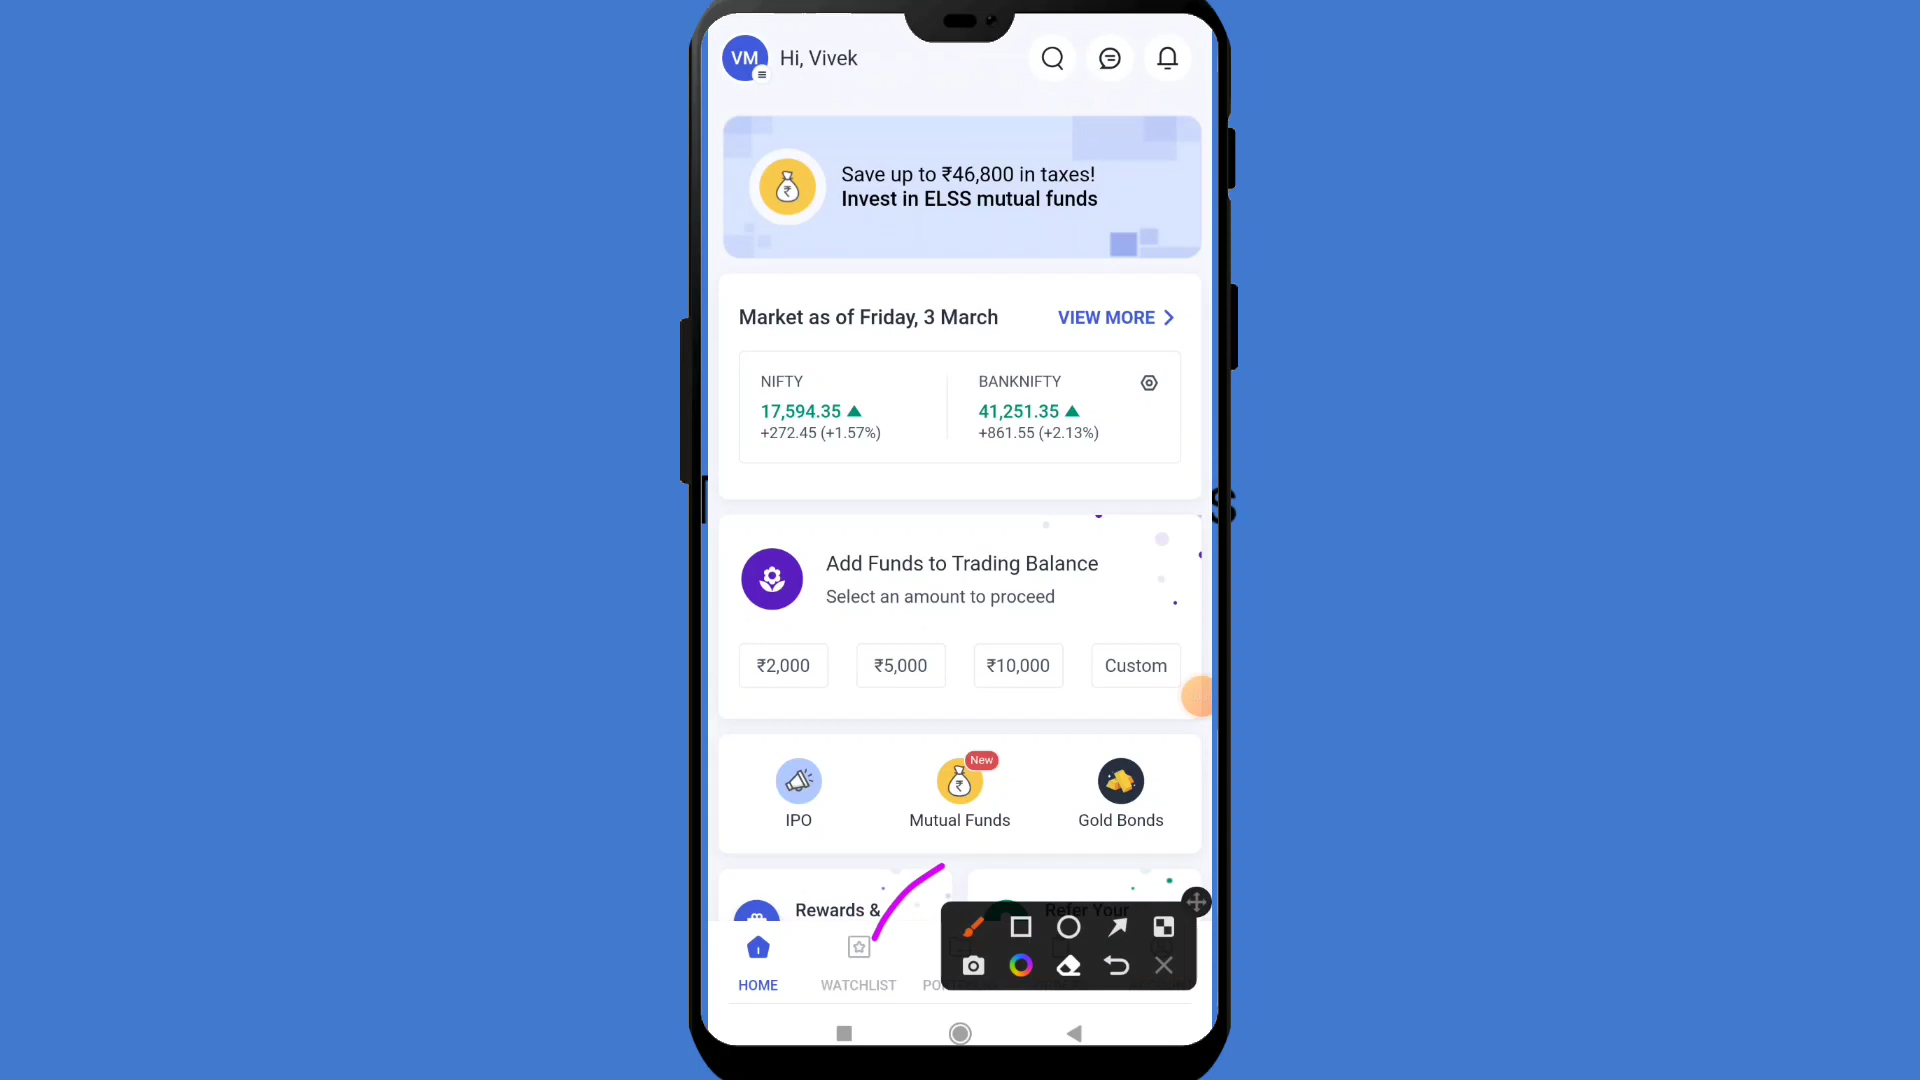 VM
Hi, Vivek
Save up to ₹46,800 in taxes!
Invest in ELSS mutual funds
Market as of Friday, 3 March
VIEW MORE
NIFTY
BANKNIFTY
17,594.35
41,251.35
+272.45 (+1.57%)
+861.55 (+2.13%)
Add Funds to Trading Balance
Select an amount to proceed
₹2,000
₹5,000
₹10,000
Custom
New
IPO
Mutual Funds
Gold Bonds
Rewards &
Refer Your
HOME
WATCHLIST